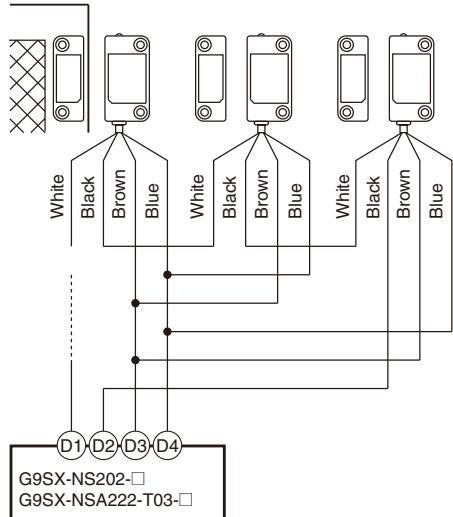 White Black Brown Blue White Black Brown Blue White Black Brown Blue
D1 D2 D3 D4
G9SX-NS202-□
G9SX-NSA222-T03-□